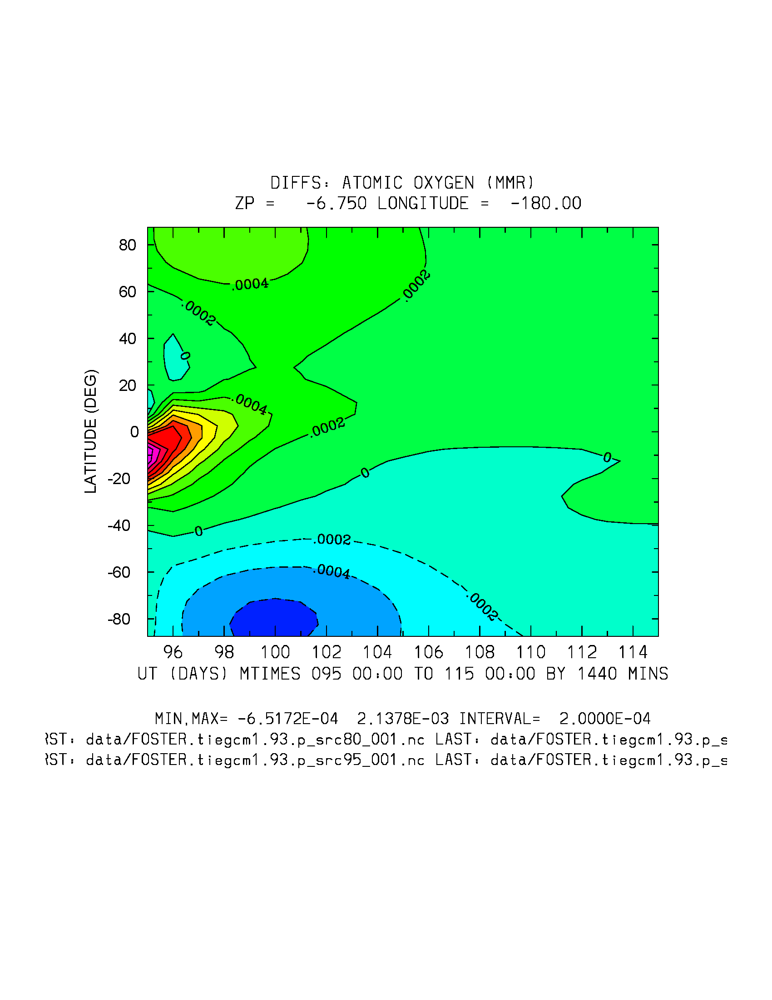 DIFFS: ATOMIC OXYGEN (MMR)
ZP = -6.750 LONGITUDE = -180.00
LATITUDE (DEG)
80
60
40
20
0
-20
-40
-60
-80
.0004
.0002
.0002
0
.0004
.0002
0
0
0
.0002
.0004
.0002
96 98 100 102 104 106 108 110 112 114
UT (DAYS) MTIMES 095 00:00 TO 115 00:00 BY 1440 MINS
MIN,MAX= -6.5172E-04 2.1378E-03 INTERVAL= 2.0000E-04
RST: data/FOSTER.tiegcm1.93.p_src80_001.nc LAST: data/FOSTER.tiegcm1.93.p_s
RST: data/FOSTER.tiegcm1.93.p_src95_001.nc LAST: data/FOSTER.tiegcm1.93.p_s